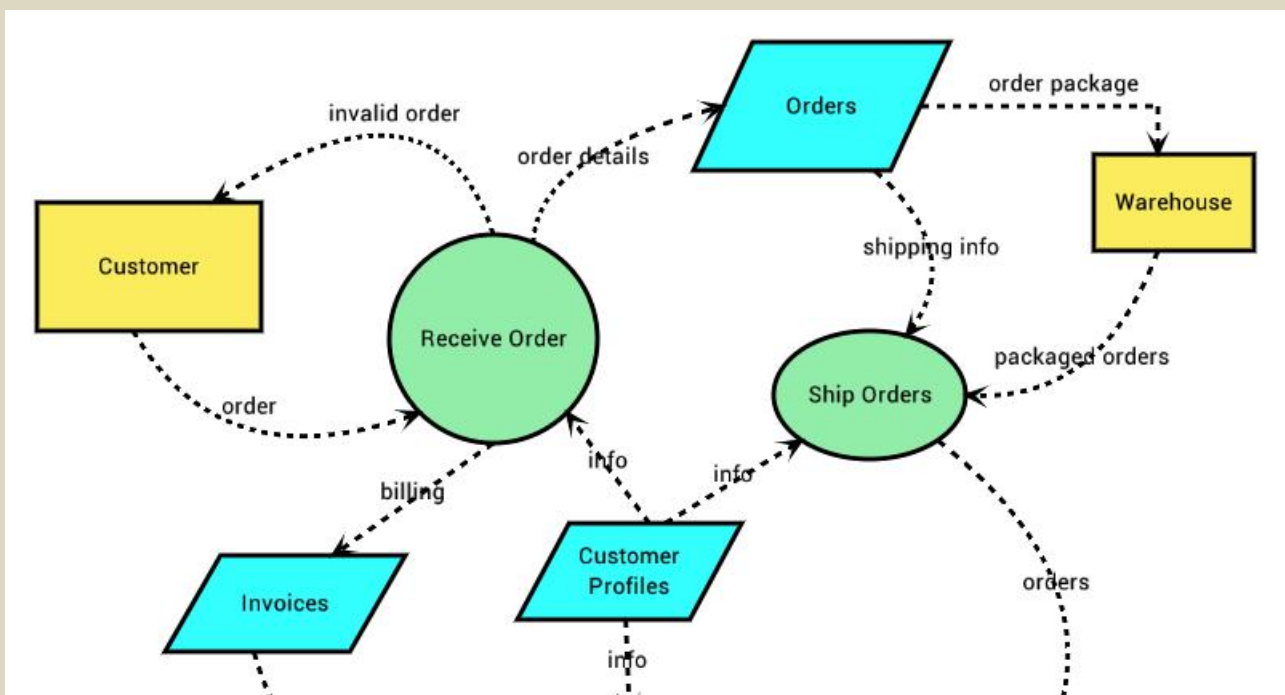 order package
Orders
invalid order
order details
Warehouse
shipping info
Customer
Receive Order
packaged orders
Ship Orders
order
info
info
billing
Customer
Profiles
orders
Invoices
info